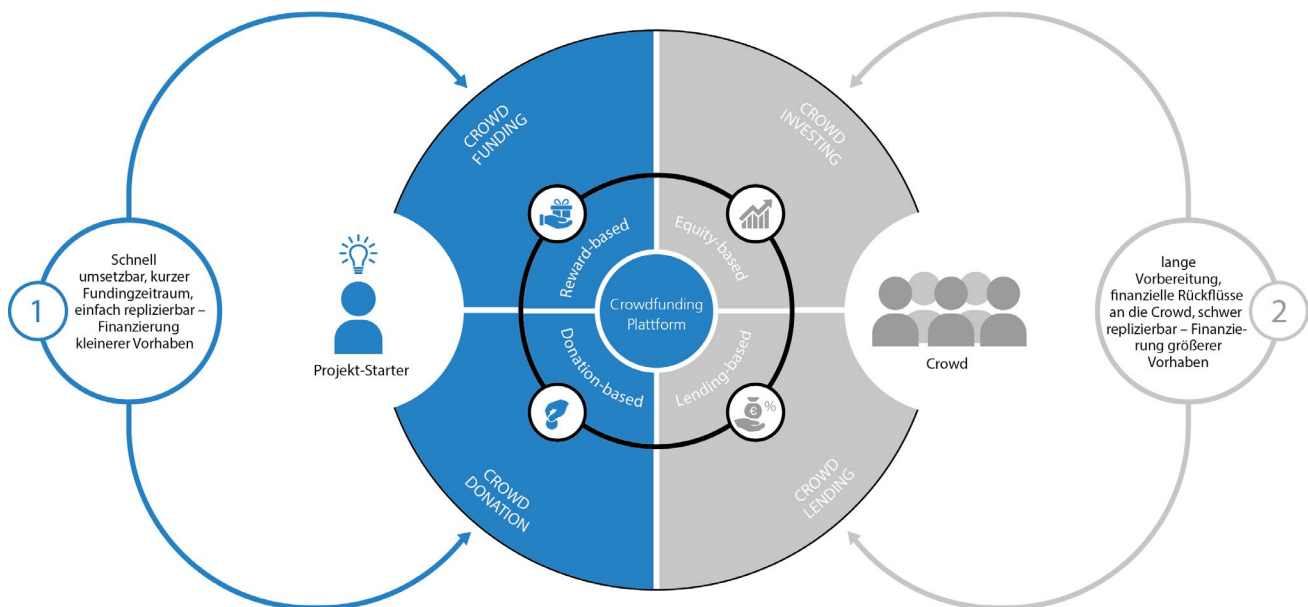 CROWD
FUNDING
CROWD
INVESTING
Reward-based
Equity-based
Schnell
umsetzbar, kurzer
Fundingzeitraum,
einfach replizierbar –
Finanzierung
kleinerer Vorhaben
1
Projekt-Starter
Crowdfunding
Plattform
Crowd
lange
Vorbereitung,
finanzielle Rückflüsse
an die Crowd, schwer
replizierbar – Finanzie-
rung größerer
Vorhaben
2
Donation-based
Lending-based
€
%
CROWD
DONATION
CROWD
LENDING